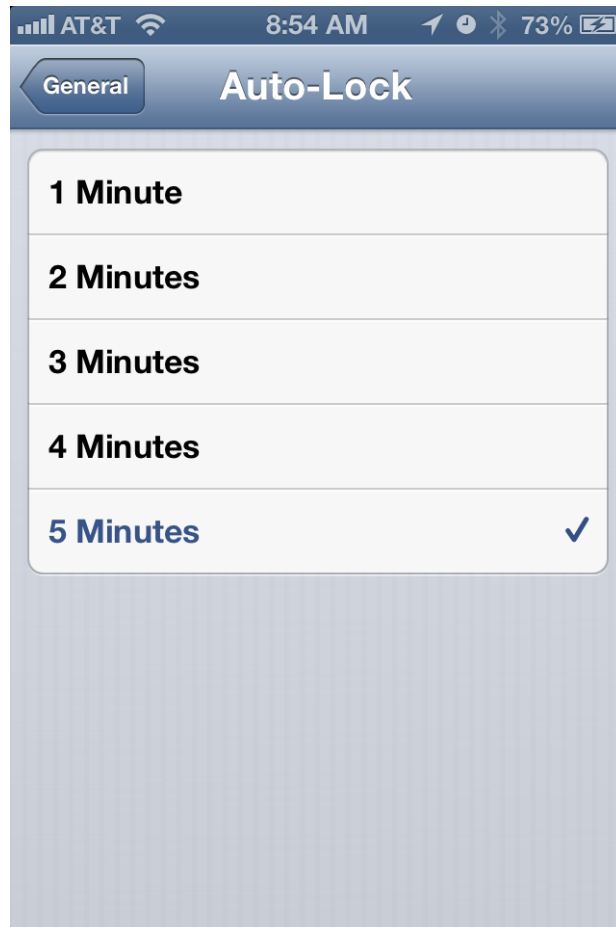 AT&T 8:54 AM 73%
General Auto-Lock
1 Minute
2 Minutes
3 Minutes
4 Minutes
5 Minutes